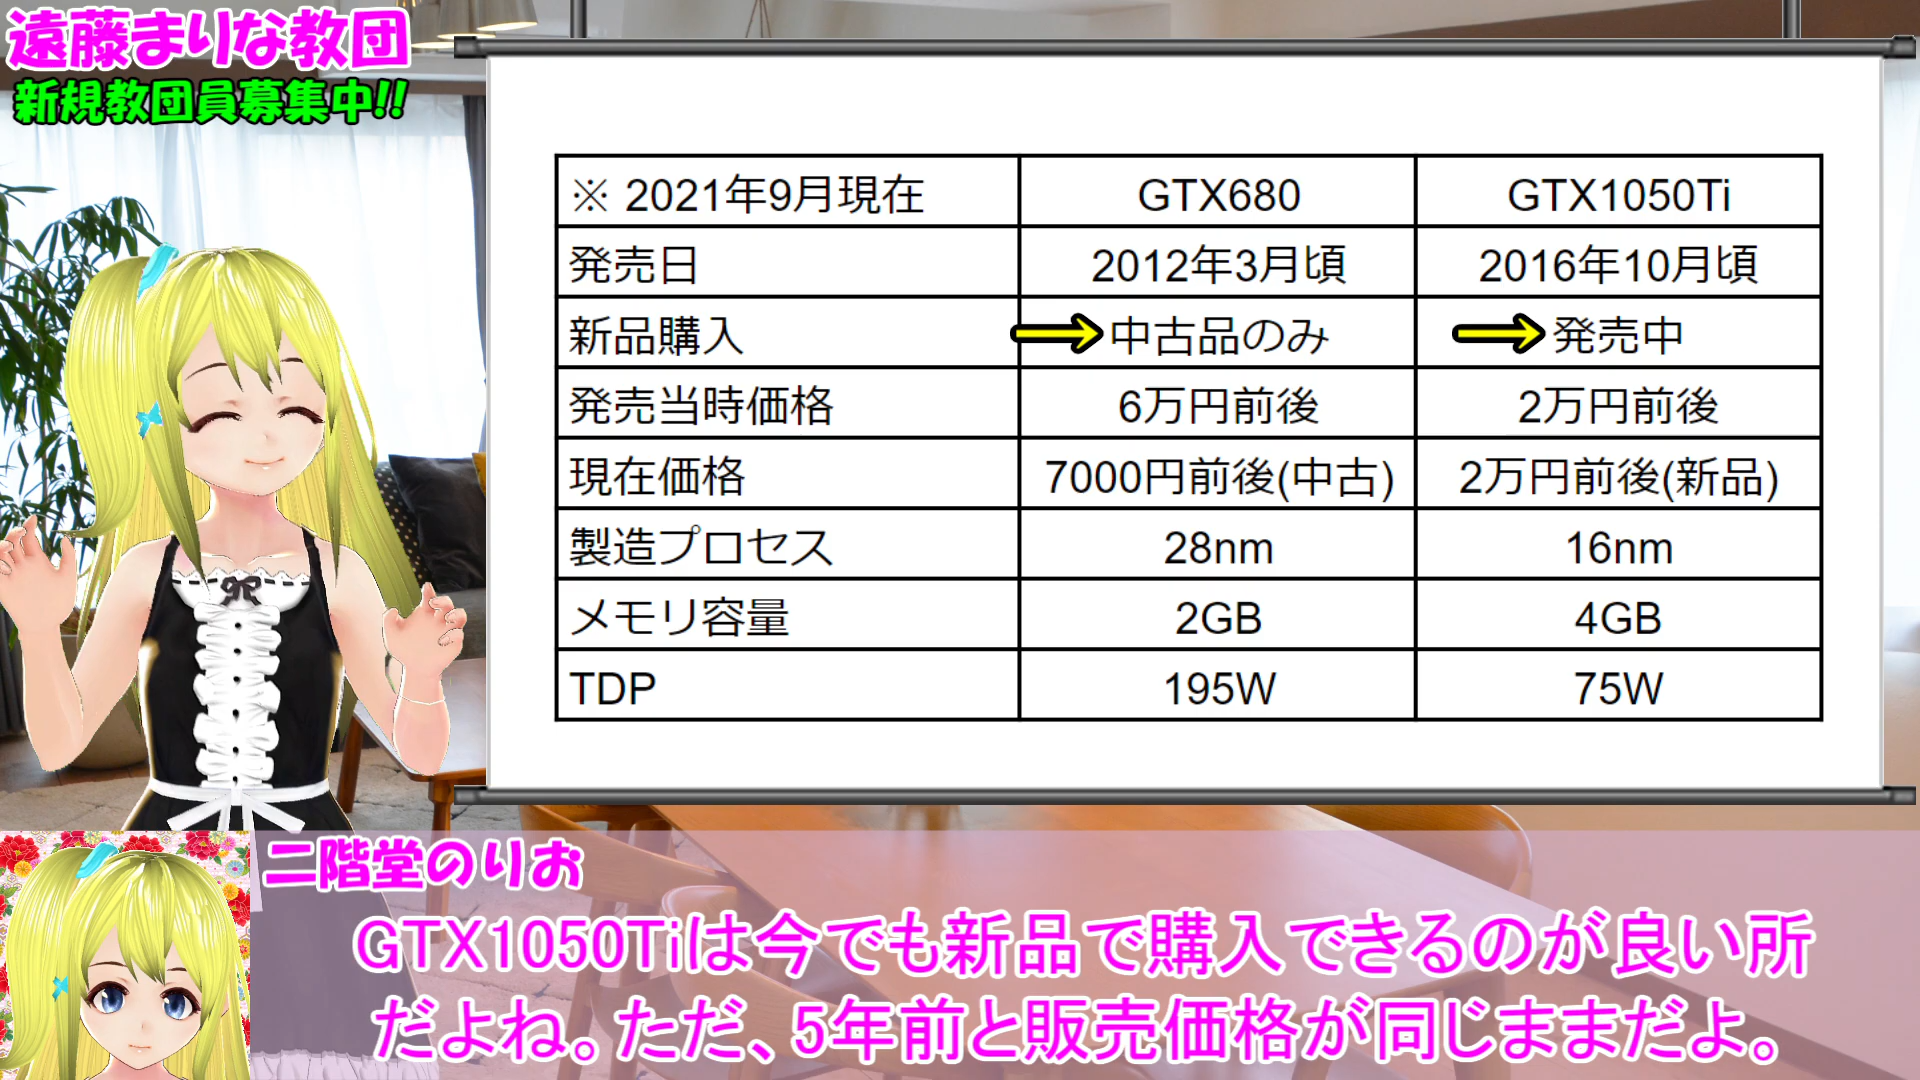 遠藤まりな教団
新規教団員募集中!!
※ 2021年9月現在 GTX680 GTX1050Ti
発売日 2012年3月頃 2016年10月頃
新品購入 中古品のみ 発売中
発売当時価格 6万円前後 2万円前後
現在価格 7000円前後(中古) 2万円前後(新品)
製造プロセス 28nm 16nm
メモリ容量 2GB 4GB
TDP 195W 75W
二階堂のりお
GTX1050Tiは今でも新品で購入できるのが良い所
だよね。ただ、5年前と販売価格が同じままだよ。